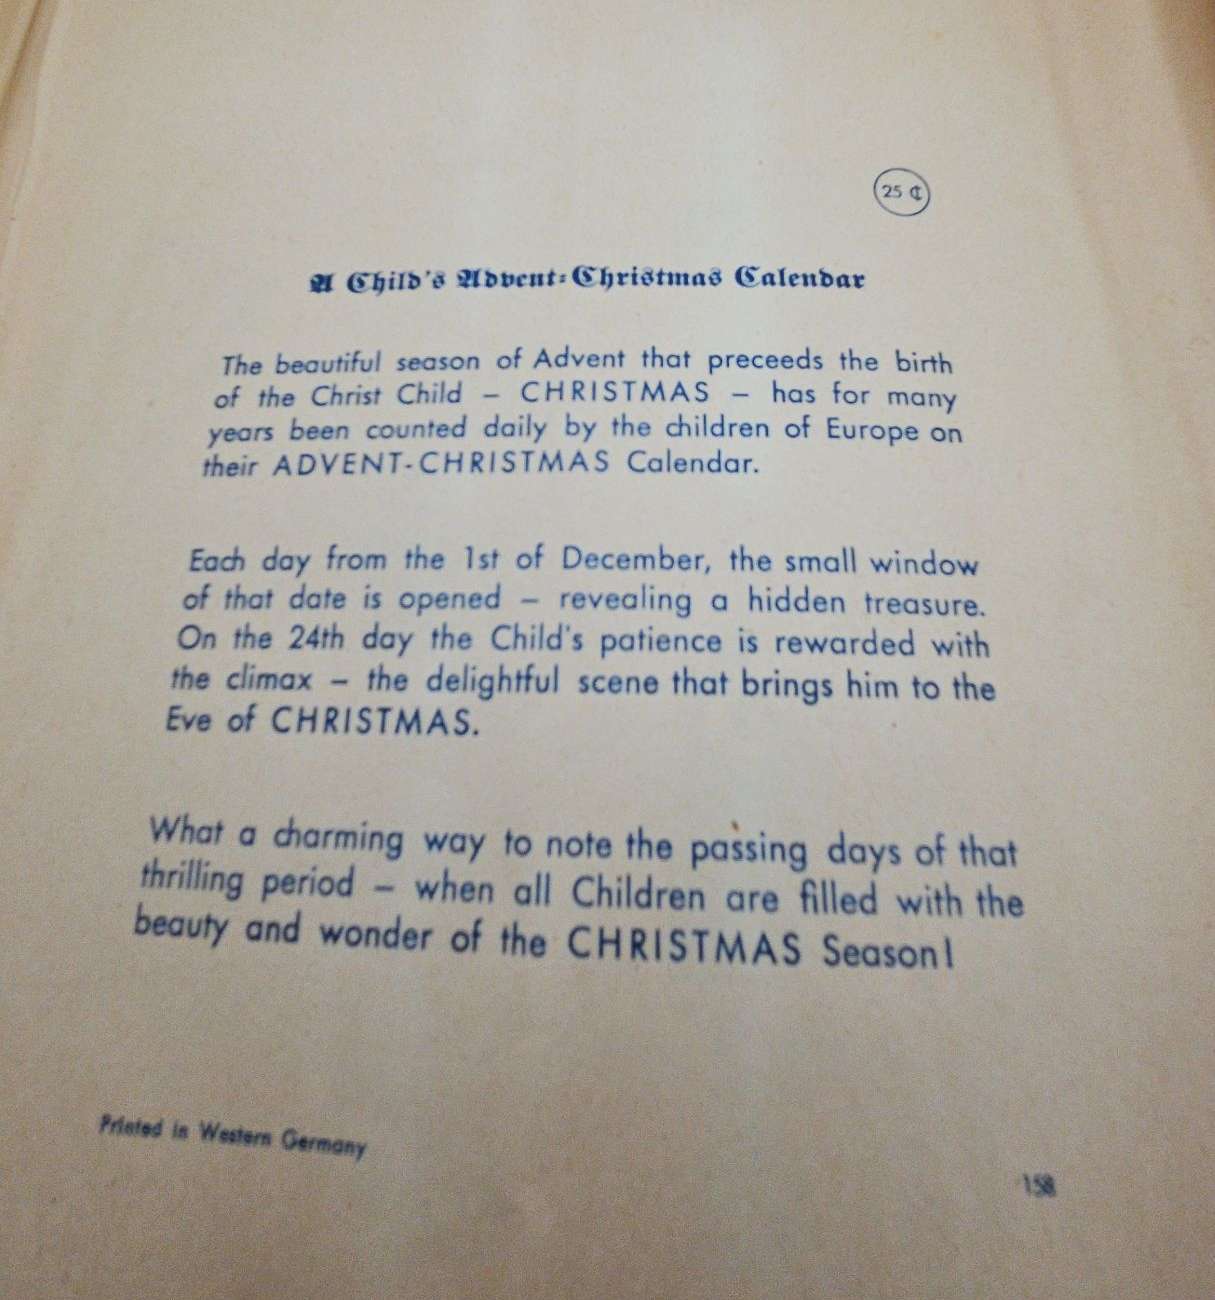 25 ¢
A Child's Advent-Christmas Calendar
The beautiful season of Advent that preceeds the birth
of the Christ Child – CHRISTMAS – has for many
years been counted daily by the children of Europe on
their ADVENT-CHRISTMAS Calendar.
Each day from the 1st of December, the small window
of that date is opened – revealing a hidden treasure.
On the 24th day the Child's patience is rewarded with
the climax – the delightful scene that brings him to the
Eve of CHRISTMAS.
What a charming way to note the passing days of that
thrilling period – when all Children are filled with the
beauty and wonder of the CHRISTMAS Season!
Printed in Western Germany
158